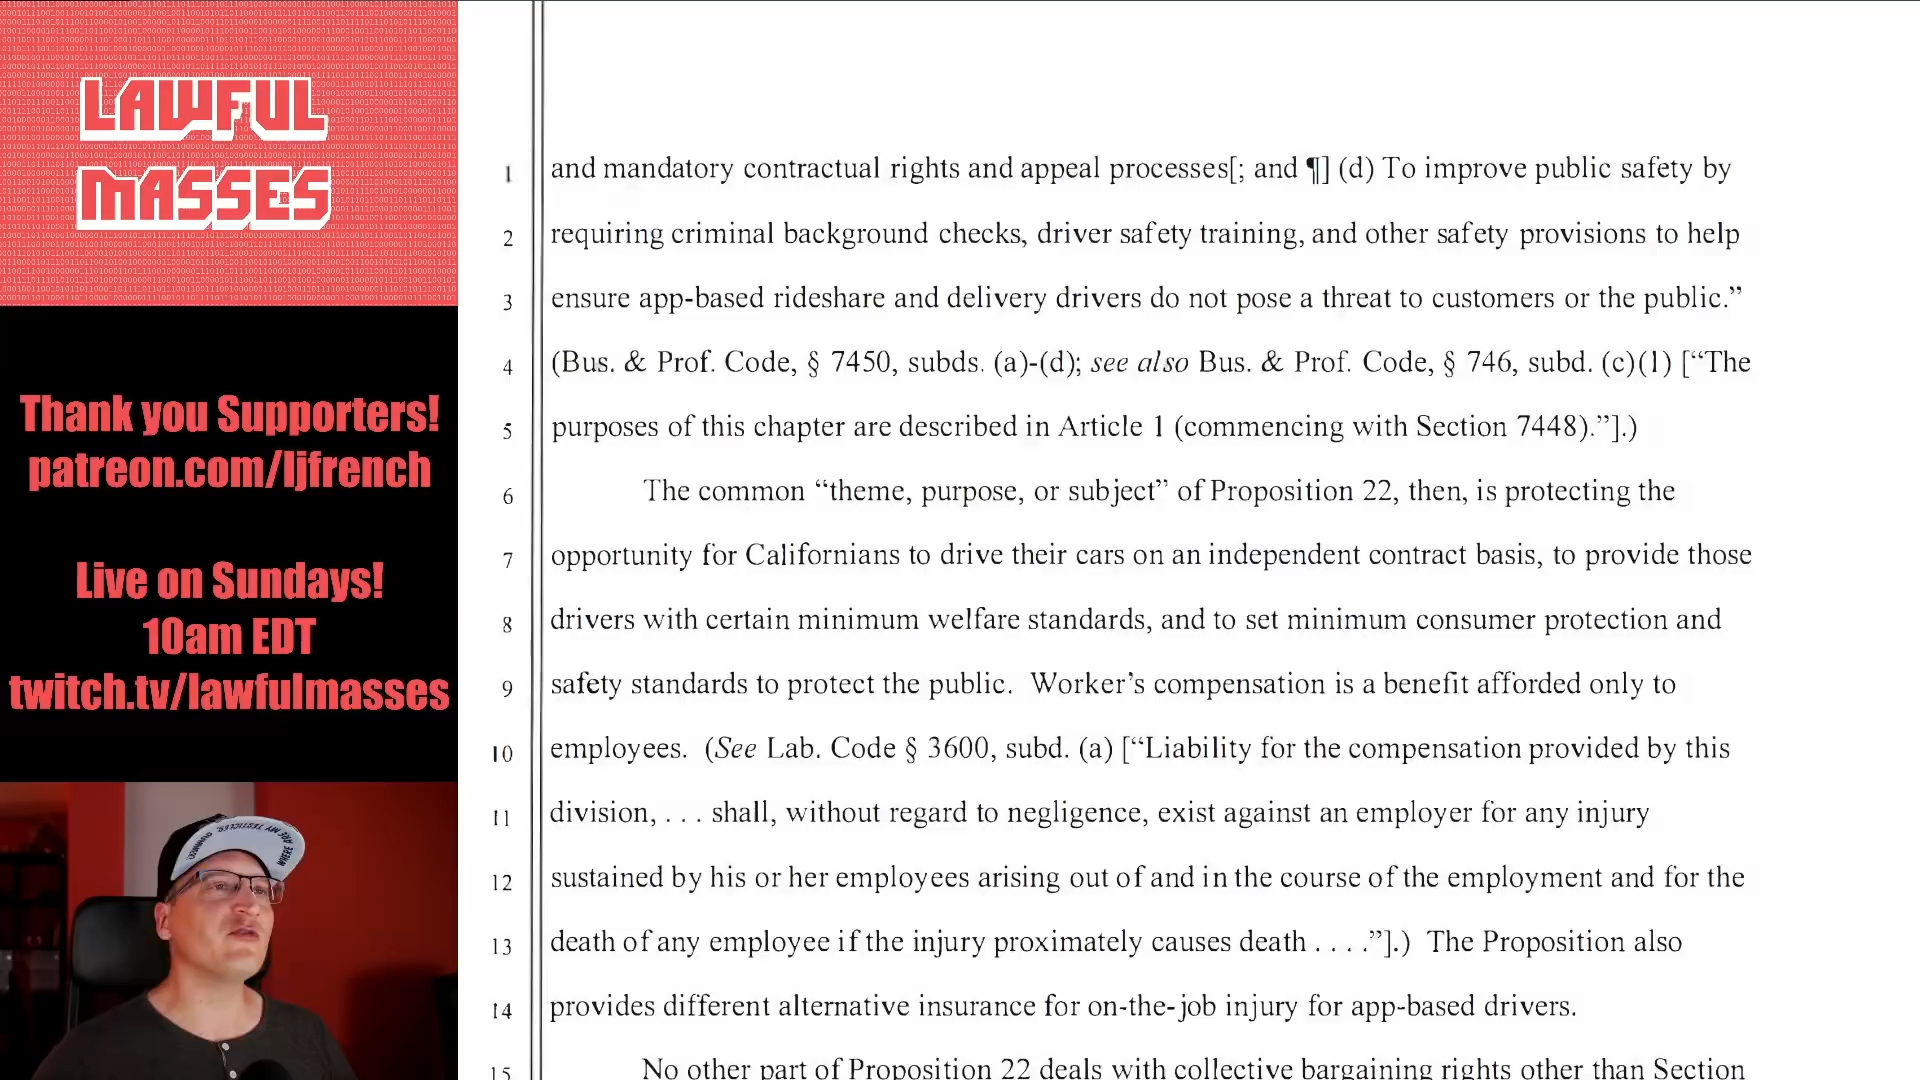 LAWFUL
MASSES
Thank you Supporters!
patreon.com/ljfrench
Live on Sundays!
10am EDT
twitch.tv/lawfulmasses
WHERE ARE MY TESTICLES, SUMMER?
1 and mandatory contractual rights and appeal processes[; and ¶] (d) To improve public safety by
2 requiring criminal background checks, driver safety training, and other safety provisions to help
3 ensure app-based rideshare and delivery drivers do not pose a threat to customers or the public.”
4 (Bus. & Prof. Code, § 7450, subds. (a)-(d); see also Bus. & Prof. Code, § 746, subd. (c)(1) [“The
5 purposes of this chapter are described in Article 1 (commencing with Section 7448).”].)
6 The common “theme, purpose, or subject” of Proposition 22, then, is protecting the
7 opportunity for Californians to drive their cars on an independent contract basis, to provide those
8 drivers with certain minimum welfare standards, and to set minimum consumer protection and
9 safety standards to protect the public. Worker’s compensation is a benefit afforded only to
10 employees. (See Lab. Code § 3600, subd. (a) [“Liability for the compensation provided by this
11 division, . . . shall, without regard to negligence, exist against an employer for any injury
12 sustained by his or her employees arising out of and in the course of the employment and for the
13 death of any employee if the injury proximately causes death . . . .”].) The Proposition also
14 provides different alternative insurance for on-the-job injury for app-based drivers.
15 No other part of Proposition 22 deals with collective bargaining rights other than Section